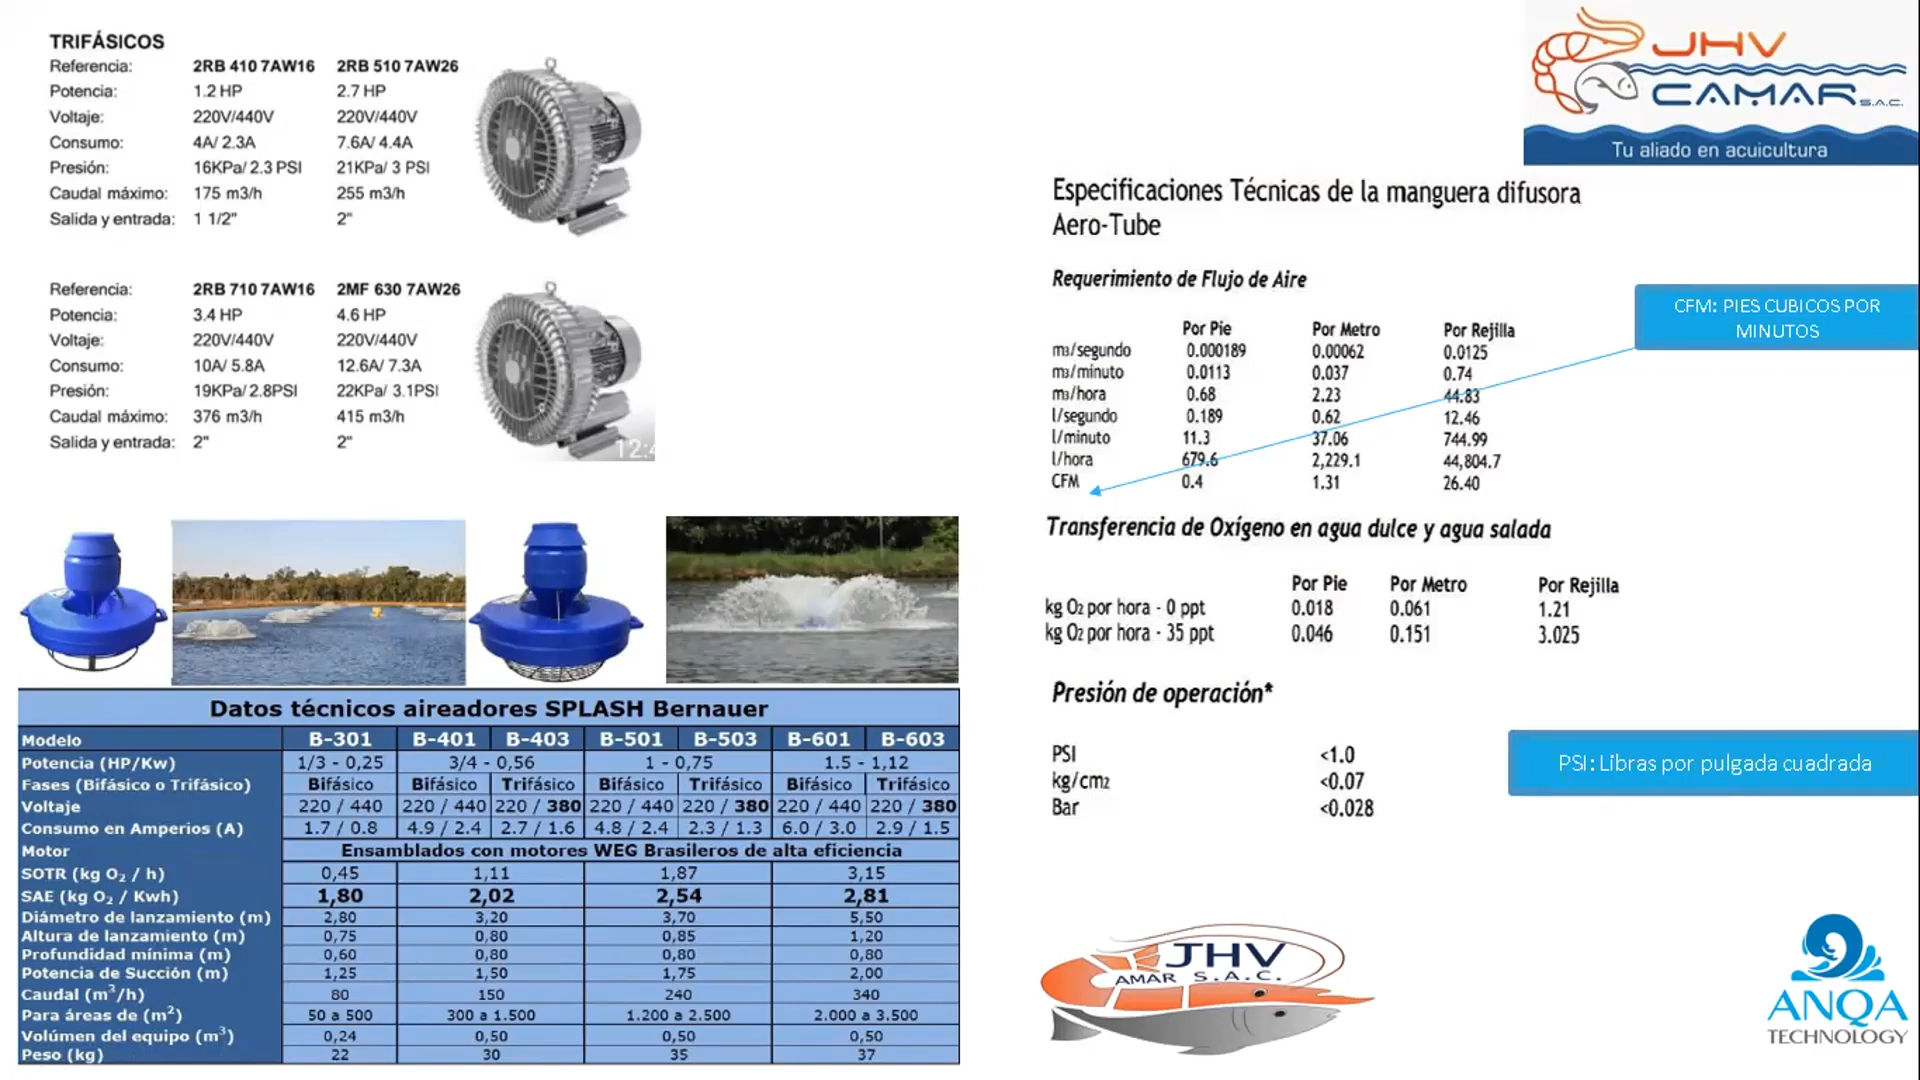 TRIFÁSICOS
Referencia: 2RB 410 7AW16 2RB 510 7AW26
Potencia: 1.2 HP 2.7 HP
Voltaje: 220V/440V 220V/440V
Consumo: 4A/ 2.3A 7.6A/ 4.4A
Presión: 16KPa/ 2.3 PSI 21KPa/ 3 PSI
Caudal máximo: 175 m3/h 255 m3/h
Salida y entrada: 1 1/2" 2"
Referencia: 2RB 710 7AW16 2MF 630 7AW26
Potencia: 3.4 HP 4.6 HP
Voltaje: 220V/440V 220V/440V
Consumo: 10A/ 5.8A 12.6A/ 7.3A
Presión: 19KPa/ 2.8PSI 22KPa/ 3.1PSI
Caudal máximo: 376 m3/h 415 m3/h
Salida y entrada: 2" 2"
Datos técnicos aireadores SPLASH Bernauer
Modelo B-301 B-401 B-403 B-501 B-503 B-601 B-603
Potencia (HP/Kw) 1/3 - 0,25 3/4 - 0,56 1 - 0,75 1.5 - 1,12
Fases (Bifásico o Trifásico) Bifásico Bifásico Trifásico Bifásico Trifásico Bifásico Trifásico
Voltaje 220 / 440 220 / 440 220 / 380 220 / 440 220 / 380 220 / 440 220 / 380
Consumo en Amperios (A) 1.7 / 0.8 4.9 / 2.4 2.7 / 1.6 4.8 / 2.4 2.3 / 1.3 6.0 / 3.0 2.9 / 1.5
Motor Ensamblados con motores WEG Brasileros de alta eficiencia
SOTR (kg O₂ / h) 0,45 1,11 1,87 3,15
SAE (kg O₂ / Kwh) 1,80 2,02 2,54 2,81
Diámetro de lanzamiento (m) 2,80 3,20 3,70 5,50
Altura de lanzamiento (m) 0,75 0,80 0,85 1,20
Profundidad mínima (m) 0,60 0,80 0,80 0,80
Potencia de Succión (m) 1,25 1,50 1,75 2,00
Caudal (m³/h) 80 150 240 340
Para áreas de (m²) 50 a 500 300 a 1.500 1.200 a 2.500 2.000 a 3.500
Volúmen del equipo (m³) 0,24 0,50 0,50 0,50
Peso (kg) 22 30 35 37
JHV
CAMAR S.A.C.
Tu aliado en acuicultura
Especificaciones Técnicas de la manguera difusora
Aero-Tube
Requerimiento de Flujo de Aire
CFM: PIES CUBICOS POR
MINUTOS
Por Pie Por Metro Por Rejilla
m3/segundo 0.000189 0.00062 0.0125
m3/minuto 0.0113 0.037 0.74
m3/hora 0.68 2.23 44.83
l/segundo 0.189 0.62 12.46
l/minuto 11.3 37.06 744.99
l/hora 679.6 2,229.1 44,804.7
CFM 0.4 1.31 26.40
Transferencia de Oxígeno en agua dulce y agua salada
Por Pie Por Metro Por Rejilla
kg O2 por hora - 0 ppt 0.018 0.061 1.21
kg O2 por hora - 35 ppt 0.046 0.151 3.025
Presión de operación*
PSI <1.0
kg/cm2 <0.07
Bar <0.028
PSI: Libras por pulgada cuadrada
JHV
AMAR S.A.C.
ANQA
TECHNOLOGY